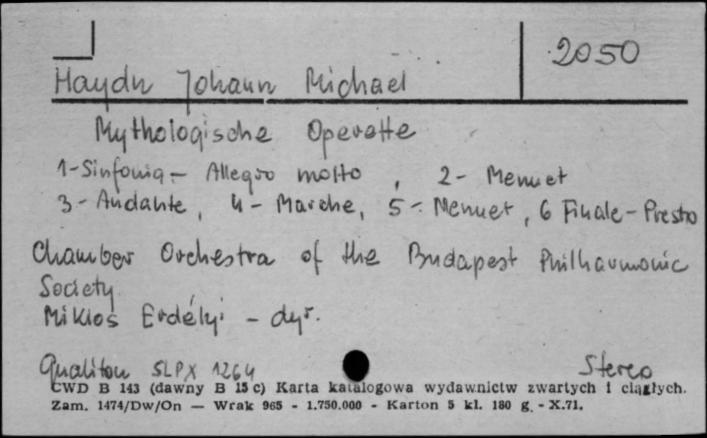 2050
Haydn Johann Michael
Mythologische Operette
1-Sinfonia - Allegro molto, 2- Menuet
3- Andante, 4- Marche, 5- Menuet, 6 Finale - Presto
Chamber Orchestra of the Budapest Philharmonic
Society
Miklós Erdélyi - dyr.
Qualiton SLPX 1264 Stereo
CWD B 143 (dawny B 15 c) Karta katalogowa wydawnictw zwartych i ciągłych.
Zam. 1474/Dw/On — Wrak 965 - 1.750.000 - Karton 5 kl. 180 g. - X.71.